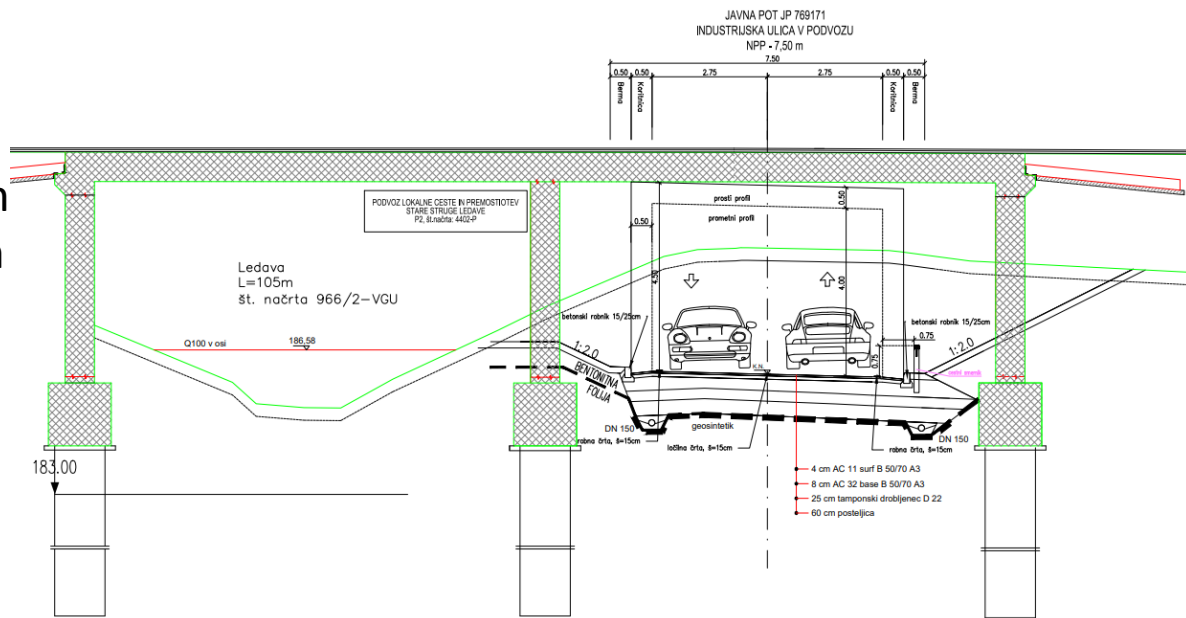 JAVNA POT JP 769171
INDUSTRIJSKA ULICA V PODVOZU
NPP - 7,50 m
7.50
0.50 0.50 2.75 2.75 0.50 0.50
Berma Koritnica Koritnica Berma
n
PODVOZ LOKALNE CESTE IN PREMOSTIOTEV
STARE STRUGE LEDAVE
P2, št.načrta: 4402-P
prosti profil
0.50
prometni profil
0.50
Ledava
L=105m
št. načrta 966/2-VGU
4.50
4.00
betonski robnik 15/25cm
betonski robnik 15/25cm
Q100 v osi
186,58
1:2.0
0.75
0.75
1:2.0
BENTONITNA
FOLIJA
K.N.
DN 150
geosintetik
DN 150
robna črta, š=15cm
ločilna črta, š=15cm
robna črta, š=15cm
183.00
4 cm AC 11 surf B 50/70 A3
8 cm AC 32 base B 50/70 A3
25 cm tamponski drobljenec D 22
60 cm posteljica